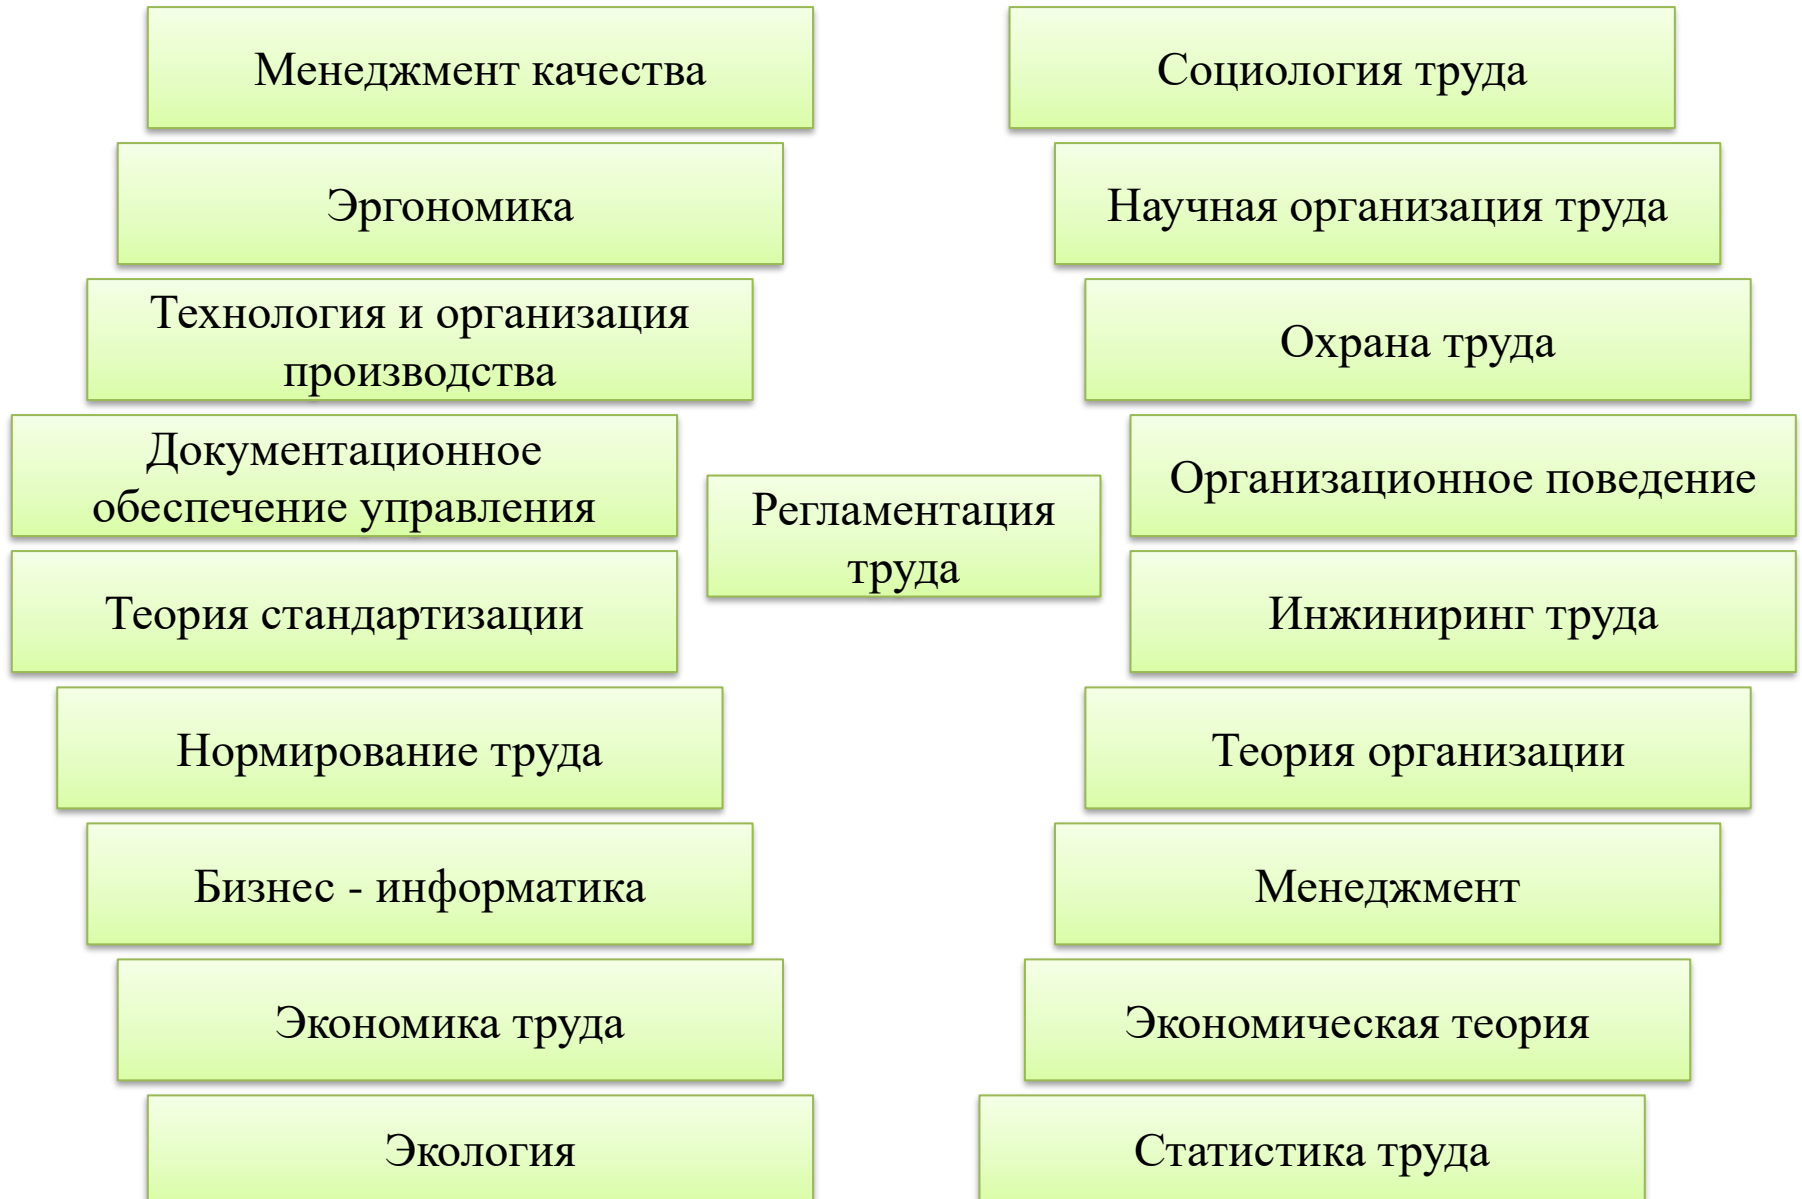 Менеджмент качества
Социология труда
Эргономика
Научная организация труда
Технология и организация
производства
Охрана труда
Документационное
обеспечение управления
Организационное поведение
Регламентация
труда
Теория стандартизации
Инжиниринг труда
Нормирование труда
Теория организации
Бизнес - информатика
Менеджмент
Экономика труда
Экономическая теория
Экология
Статистика труда